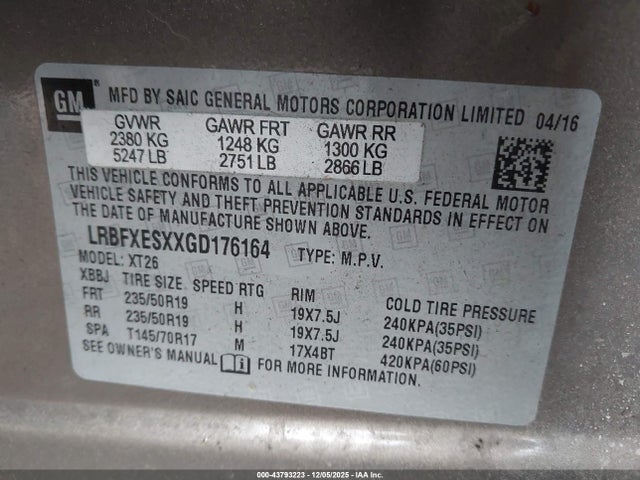 GM
MFD BY SAIC GENERAL MOTORS CORPORATION LIMITED 04/16
GVWR GAWR FRT GAWR RR
2380 KG 1248 KG 1300 KG
5247 LB 2751 LB 2866 LB
THIS VEHICLE CONFORMS TO ALL APPLICABLE U.S. FEDERAL MOTOR
VEHICLE SAFETY AND THEFT PREVENTION STANDARDS IN EFFECT ON
THE DATE OF MANUFACTURE SHOWN ABOVE.
LRBFXESXXGD176164 TYPE: M.P.V.
MODEL: XT26
XBBJ TIRE SIZE. SPEED RTG RIM COLD TIRE PRESSURE
FRT 235/50R19 H 19X7.5J 240KPA(35PSI)
RR 235/50R19 H 19X7.5J 240KPA(35PSI)
SPA T145/70R17 M 17X4BT 420KPA(60PSI)
SEE OWNER'S MANUAL FOR MORE INFORMATION.
000-43793223 - 12/05/2025 - IAA Inc.